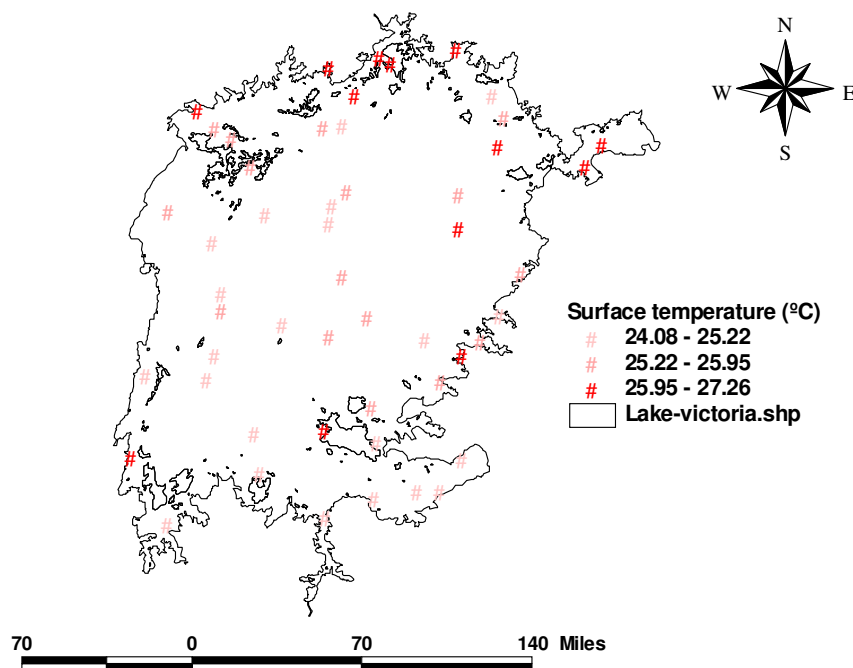 N
W E
S
Surface temperature (ºC)
# 24.08 - 25.22
# 25.22 - 25.95
# 25.95 - 27.26
Lake-victoria.shp
70 0 70 140 Miles